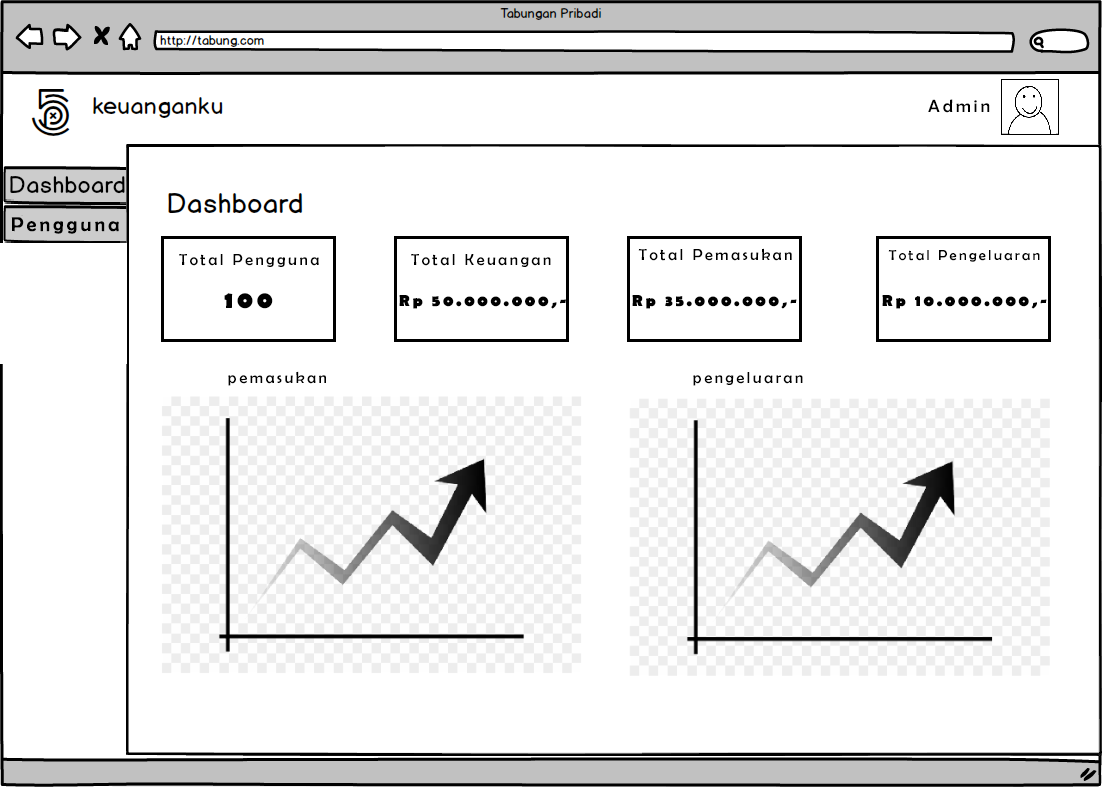 Tabungan Pribadi
http://tabung.com
keuanganku
Admin
Dashboard
Pengguna
Dashboard
Total Pengguna
100
Total Keuangan
Rp 50.000.000,-
Total Pemasukan
Rp 35.000.000,-
Total Pengeluaran
Rp 10.000.000,-
pemasukan
pengeluaran